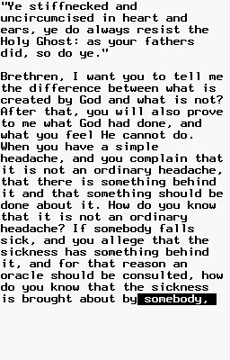 "Ye stiffnecked and
uncircumcised in heart and
ears, ye do always resist the
Holy Ghost: as your fathers
did, so do ye."

Brethren, I want you to tell me
the difference between what is
created by God and what is not?
After that, you will also prove
to me what God had done, and
what you feel He cannot do.
When you have a simple
headache, and you complain that
it is not an ordinary headache,
that there is something behind
it and that something should be
done about it. How do you know
that it is not an ordinary
headache? If somebody falls
sick, and you allege that the
sickness has something behind
it, and for that reason an
oracle should be consulted, how
do you know that the sickness
is brought about by somebody,